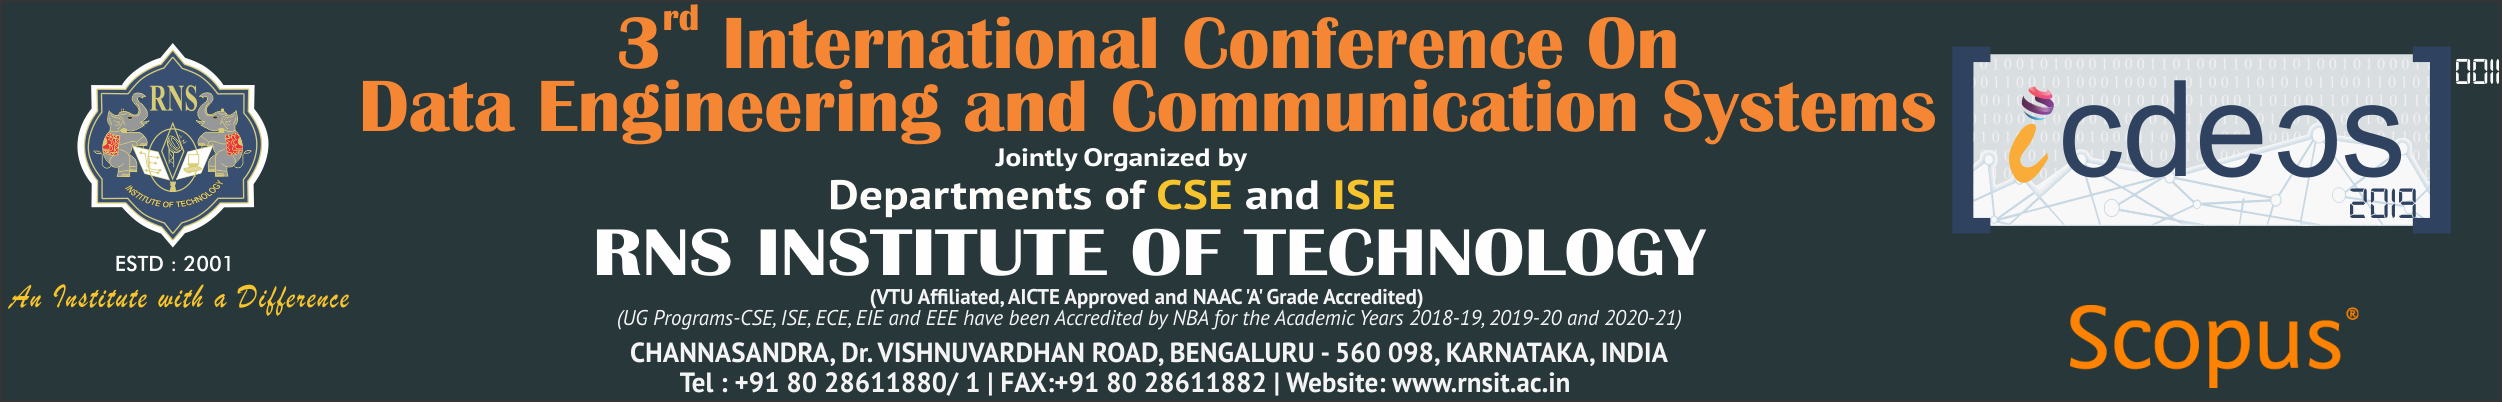 3rd International Conference On
Data Engineering and Communication Systems
Jointly Organized by
Departments of CSE and ISE
RNS INSTITUTE OF TECHNOLOGY
(VTU Affiliated, AICTE Approved and NAAC 'A' Grade Accredited)
(UG Programs-CSE, ISE, ECE, EIE and EEE have been Accredited by NBA for the Academic Years 2018-19, 2019-20 and 2020-21)
CHANNASANDRA, Dr. VISHNUVARDHAN ROAD, BENGALURU - 560 098, KARNATAKA, INDIA
Tel : +91 80 28611880/ 1 | FAX:+91 80 28611882 | Website: www.rnsit.ac.in
RNS
INSTITUTE OF TECHNOLOGY
ESTD : 2001
An Institute with a Difference
icdecs
2019
0011
Scopus®